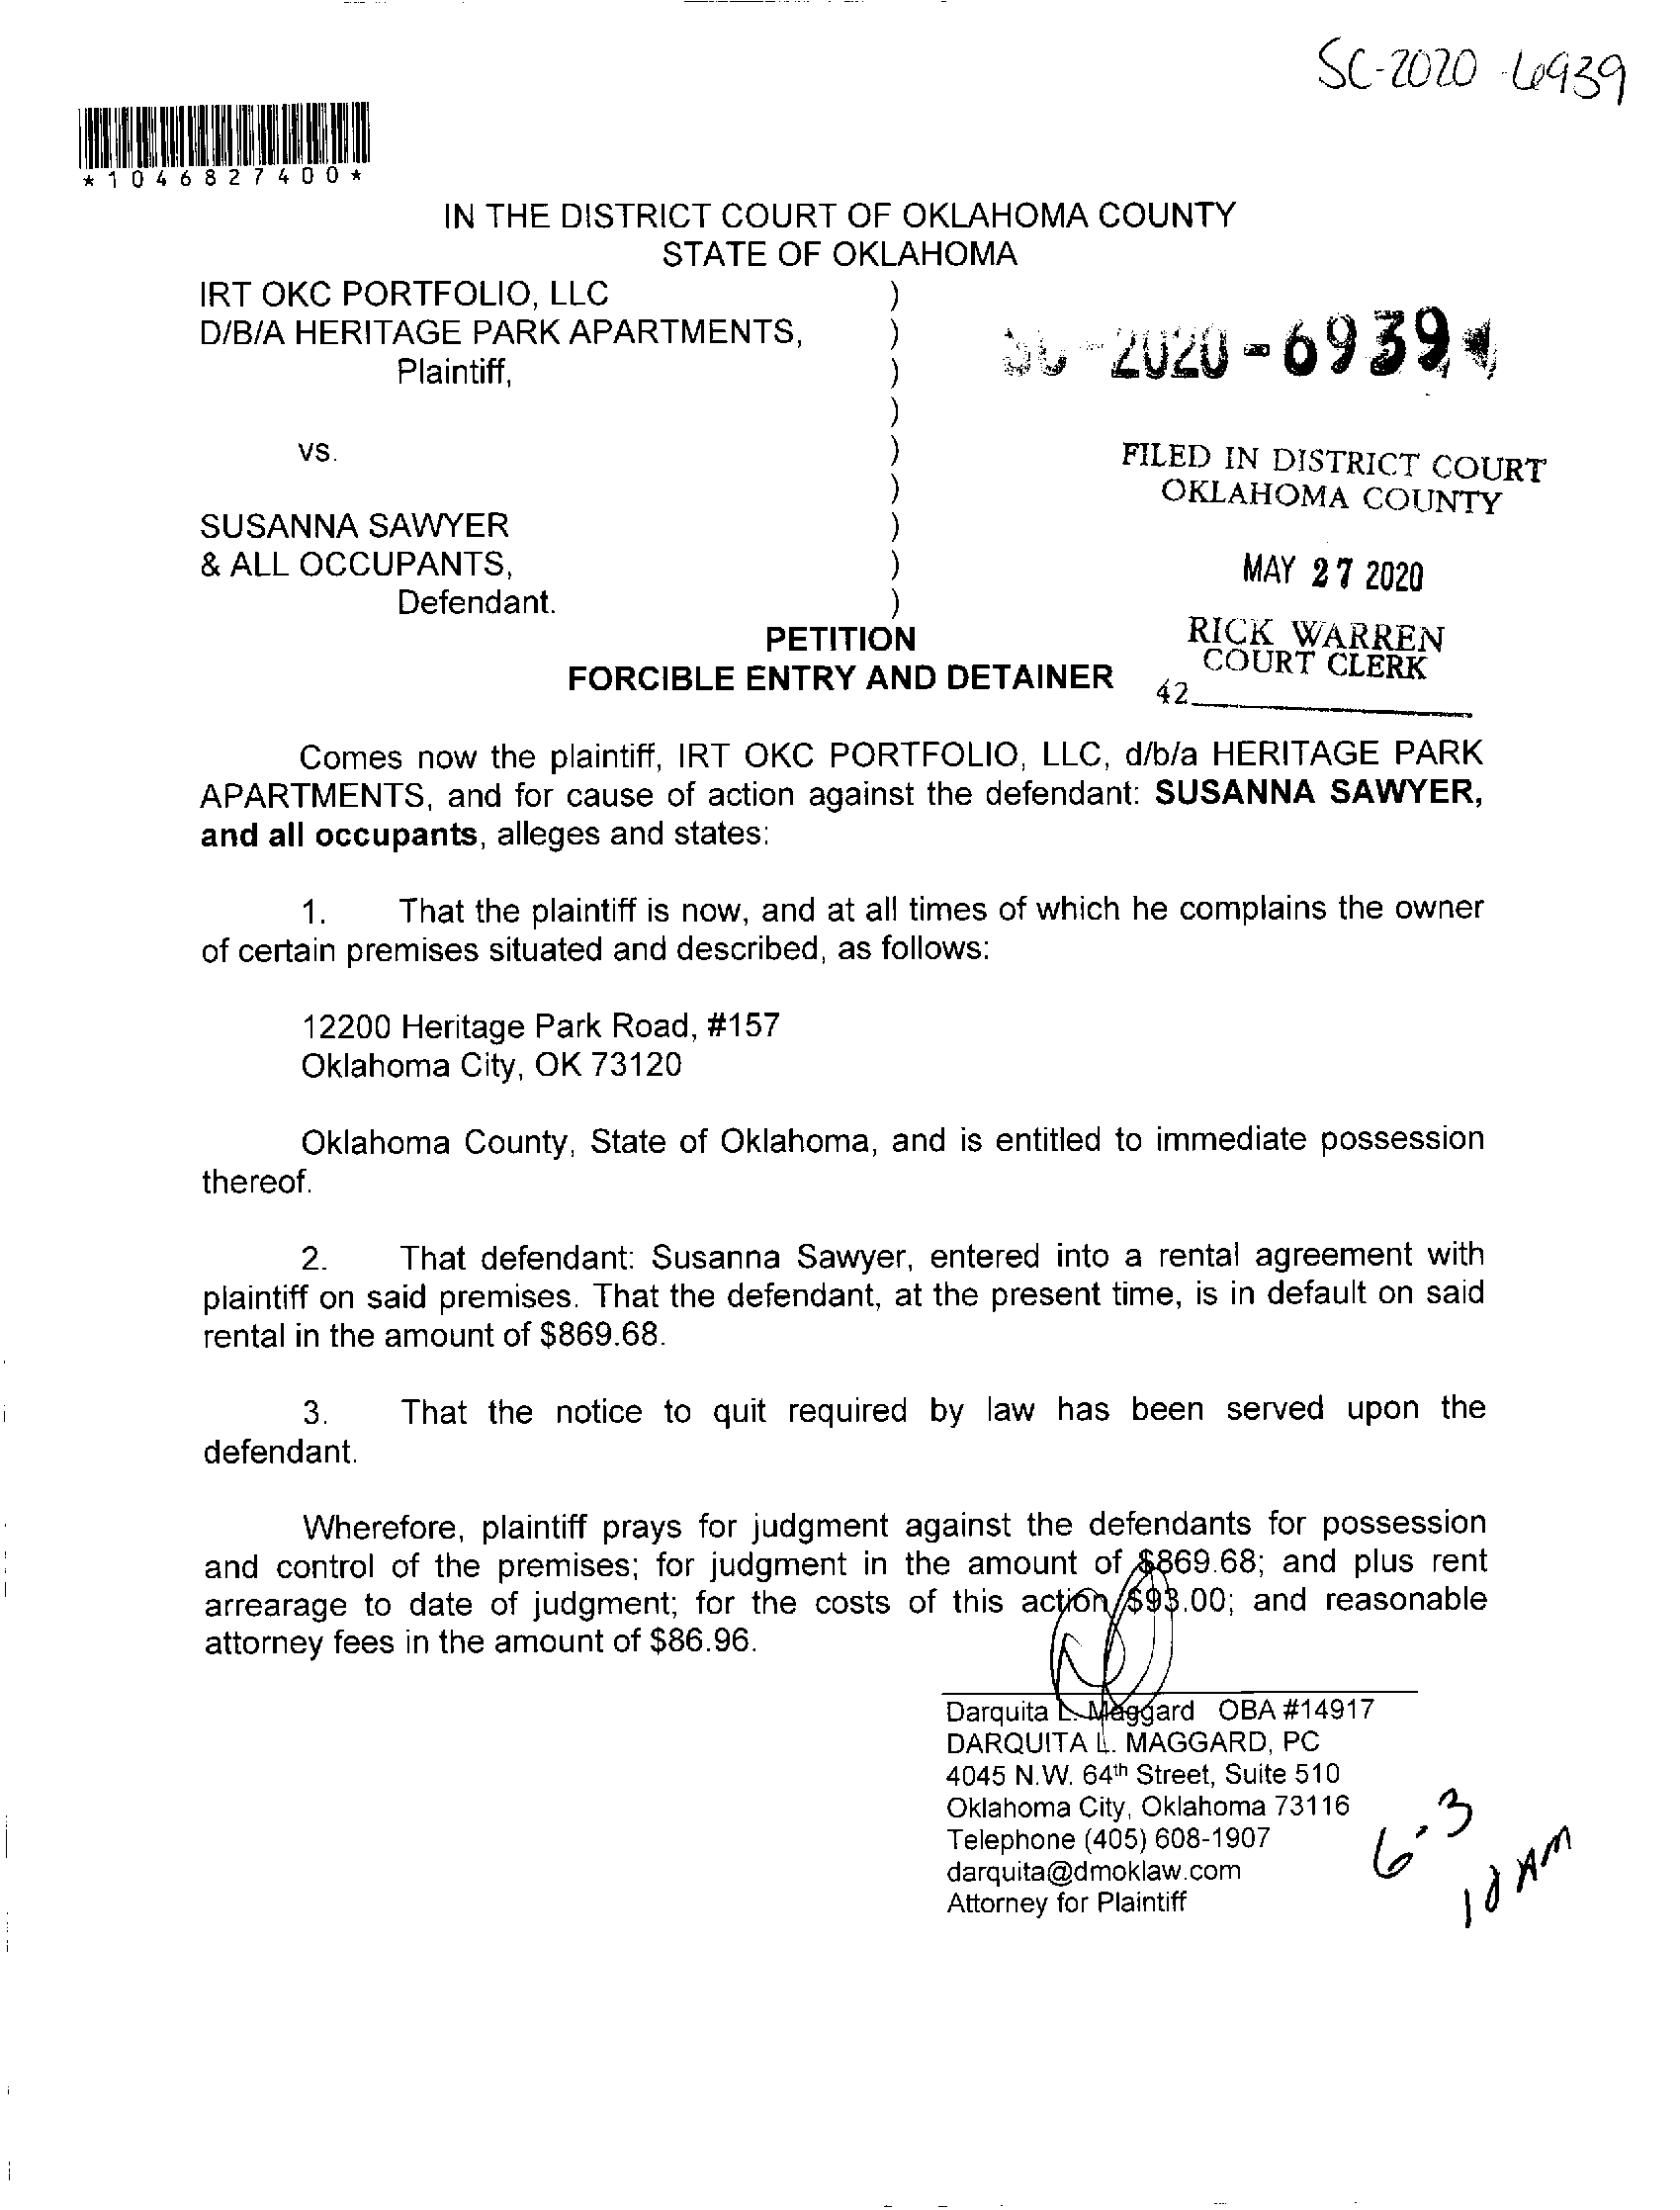 SC-2020-6939
*1046827400*
IN THE DISTRICT COURT OF OKLAHOMA COUNTY
STATE OF OKLAHOMA
IRT OKC PORTFOLIO, LLC )
D/B/A HERITAGE PARK APARTMENTS, )
Plaintiff, )
)
vs. )
)
SUSANNA SAWYER )
& ALL OCCUPANTS, )
Defendant. )
SC-2020-6939
FILED IN DISTRICT COURT
OKLAHOMA COUNTY
MAY 27 2020
RICK WARREN
COURT CLERK
42
PETITION
FORCIBLE ENTRY AND DETAINER
Comes now the plaintiff, IRT OKC PORTFOLIO, LLC, d/b/a HERITAGE PARK
APARTMENTS, and for cause of action against the defendant: SUSANNA SAWYER,
and all occupants, alleges and states:
1. That the plaintiff is now, and at all times of which he complains the owner
of certain premises situated and described, as follows:
12200 Heritage Park Road, #157
Oklahoma City, OK 73120
Oklahoma County, State of Oklahoma, and is entitled to immediate possession
thereof.
2. That defendant: Susanna Sawyer, entered into a rental agreement with
plaintiff on said premises. That the defendant, at the present time, is in default on said
rental in the amount of $869.68.
3. That the notice to quit required by law has been served upon the
defendant.
Wherefore, plaintiff prays for judgment against the defendants for possession
and control of the premises; for judgment in the amount of $869.68; and plus rent
arrearage to date of judgment; for the costs of this action $93.00; and reasonable
attorney fees in the amount of $86.96.
Darquita L. Maggard OBA #14917
DARQUITA L. MAGGARD, PC
4045 N.W. 64th Street, Suite 510
Oklahoma City, Oklahoma 73116
Telephone (405) 608-1907
darquita@dmoklaw.com
Attorney for Plaintiff
6-3
AM